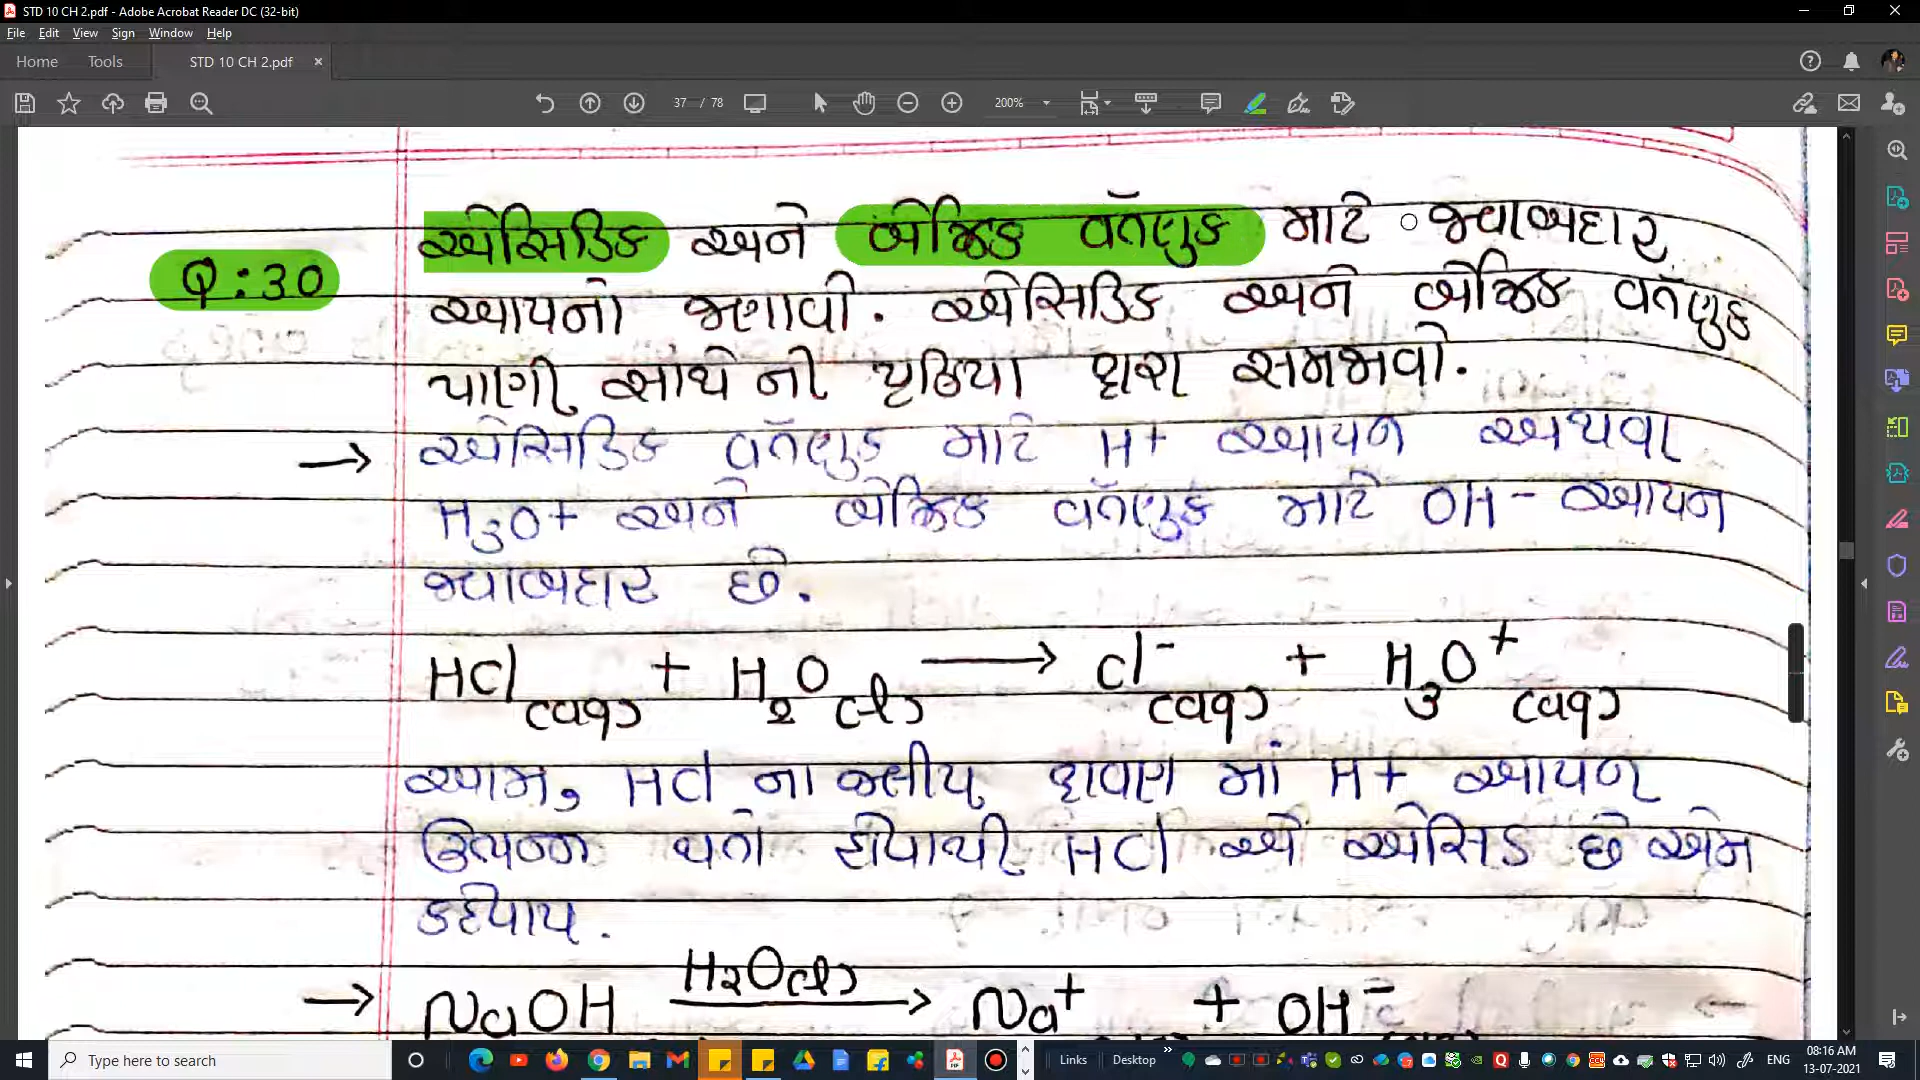 STD 10 CH 2.pdf - Adobe Acrobat Reader DC (32-bit)
File Edit View Sign Window Help
Home Tools STD 10 CH 2.pdf ×
37 / 78 200%
એસિડિક અને બેઝિક વર્તણુક માટે જવાબદાર
Q:30
આયનો જણાવી. એસિડિક અને બેઝિક વર્તણુક
પાણી સાથે ની પ્રક્રિયા દ્વારા સમજાવો.
→ એસિડિક વર્તણુક માટે H+ આયન અથવા
H3O+ અને બેઝિક વર્તણુક માટે OH- આયન
જવાબદાર છે.
HCl(aq) + H2O(l) → Cl⁻(aq) + H3O⁺(aq)
આમ, HCl ના જલીય દ્રાવણ માં H+ આયન
ઉત્પન્ન થતો હોવાથી HCl એ એસિડ છે એમ
કહેવાય.
→ NaOH H2O(l) → Na⁺ + OH⁻
Type here to search
Links Desktop » ENG 08:16 AM
13-07-2021